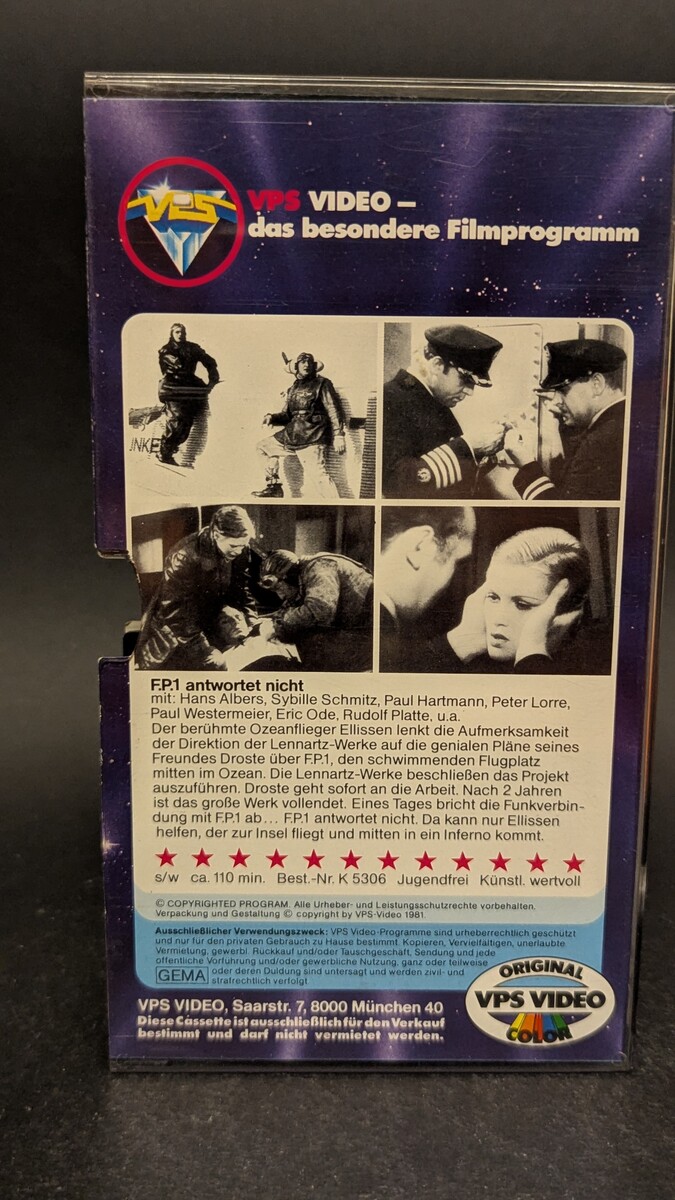 VPS
VPS VIDEO –
das besondere Filmprogramm
UNKE
F.P.1 antwortet nicht
mit: Hans Albers, Sybille Schmitz, Paul Hartmann, Peter Lorre,
Paul Westermeier, Eric Ode, Rudolf Platte, u.a.
Der berühmte Ozeanflieger Ellissen lenkt die Aufmerksamkeit
der Direktion der Lennartz-Werke auf die genialen Pläne seines
Freundes Droste über F.P.1, den schwimmenden Flugplatz
mitten im Ozean. Die Lennartz-Werke beschließen das Projekt
auszuführen. Droste geht sofort an die Arbeit. Nach 2 Jahren
ist das große Werk vollendet. Eines Tages bricht die Funkverbin-
dung mit F.P.1 ab... F.P.1 antwortet nicht. Da kann nur Ellissen
helfen, der zur Insel fliegt und mitten in ein Inferno kommt.
s/w ca. 110 min. Best.-Nr. K 5306 Jugendfrei Künstl. wertvoll
© COPYRIGHTED PROGRAM. Alle Urheber- und Leistungsschutzrechte vorbehalten.
Verpackung und Gestaltung © copyright by VPS-Video 1981.
Ausschließlicher Verwendungszweck: VPS Video-Programme sind urheberrechtlich geschützt
und nur für den privaten Gebrauch zu Hause bestimmt. Kopieren, Vervielfältigen, unerlaubte
Vermietung, gewerbl. Rückkauf und/oder Tauschgeschäft, Sendung und jede
öffentliche Vorführung und/oder gewerbliche Nutzung, ganz oder teilweise
GEMA oder deren Duldung sind untersagt und werden zivil- und
strafrechtlich verfolgt.
VPS VIDEO, Saarstr. 7, 8000 München 40
Diese Cassette ist ausschließlich für den Verkauf
bestimmt und darf nicht vermietet werden.
ORIGINAL
VPS VIDEO
COLOR